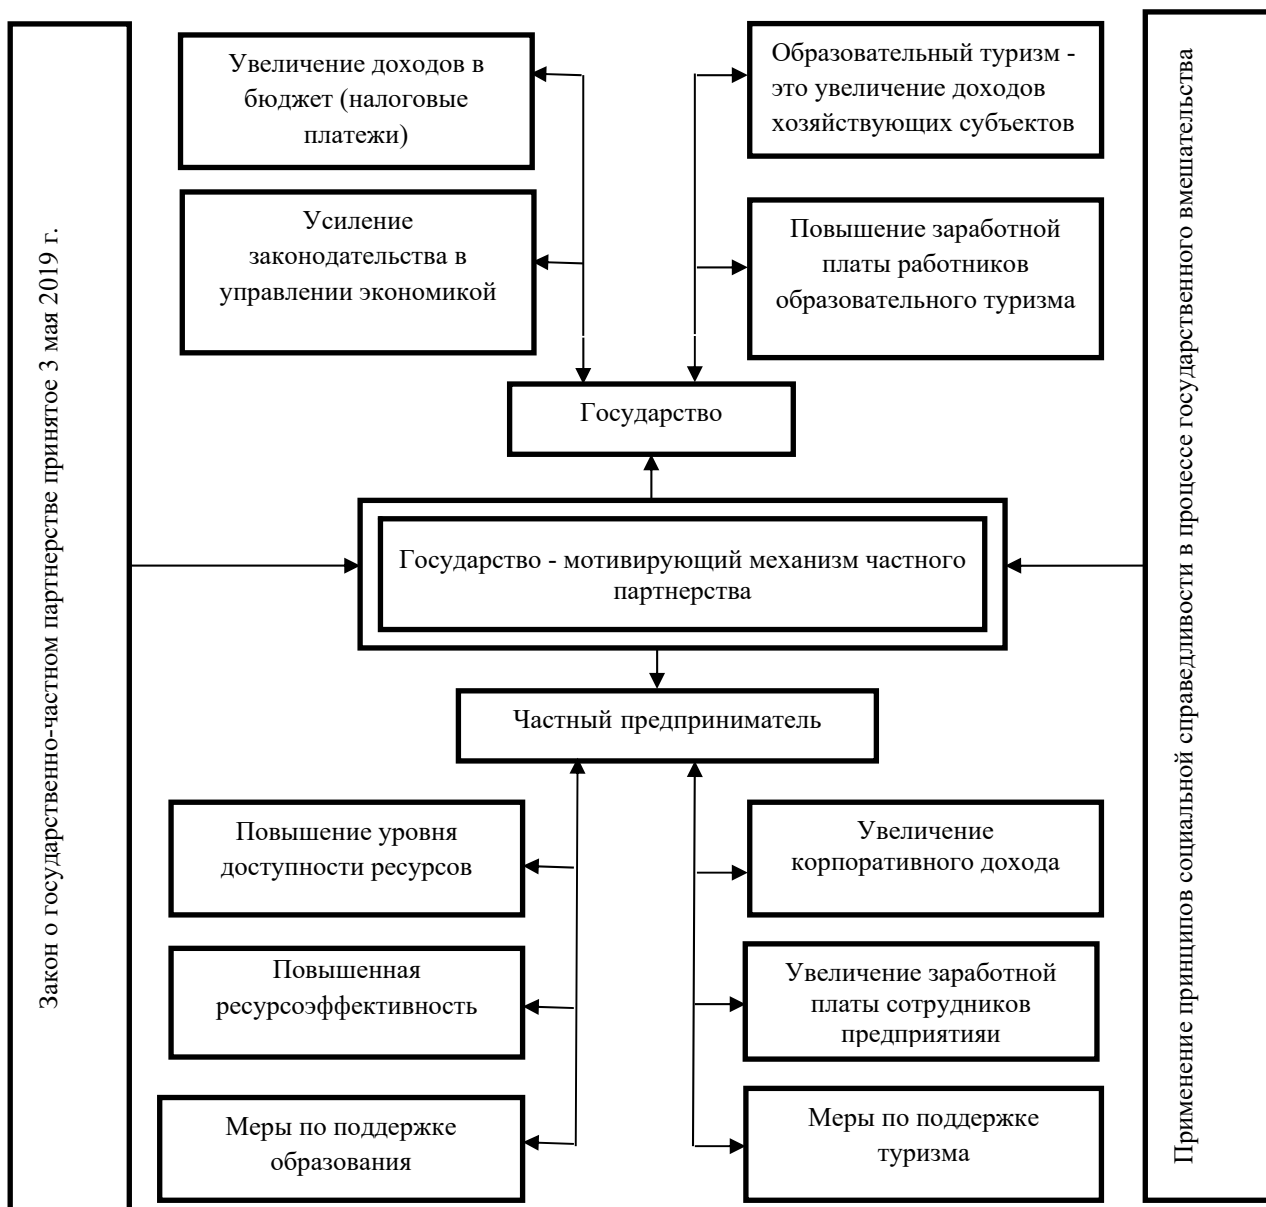 Закон о государственно-частном партнерстве принятое 3 мая 2019 г.
Увеличение доходов в
бюджет (налоговые
платежи)
Образовательный туризм -
это увеличение доходов
хозяйствующих субъектов
Усиление
законодательства в
управлении экономикой
Повышение заработной
платы работников
образовательного туризма
Государство
Государство - мотивирующий механизм частного
партнерства
Частный предприниматель
Повышение уровня
доступности ресурсов
Увеличение
корпоративного дохода
Повышенная
ресурсоэффективность
Увеличение заработной
платы сотрудников
предприятияи
Меры по поддержке
образования
Меры по поддержке
туризма
Применение принципов социальной справедливости в процессе государственного вмешательства